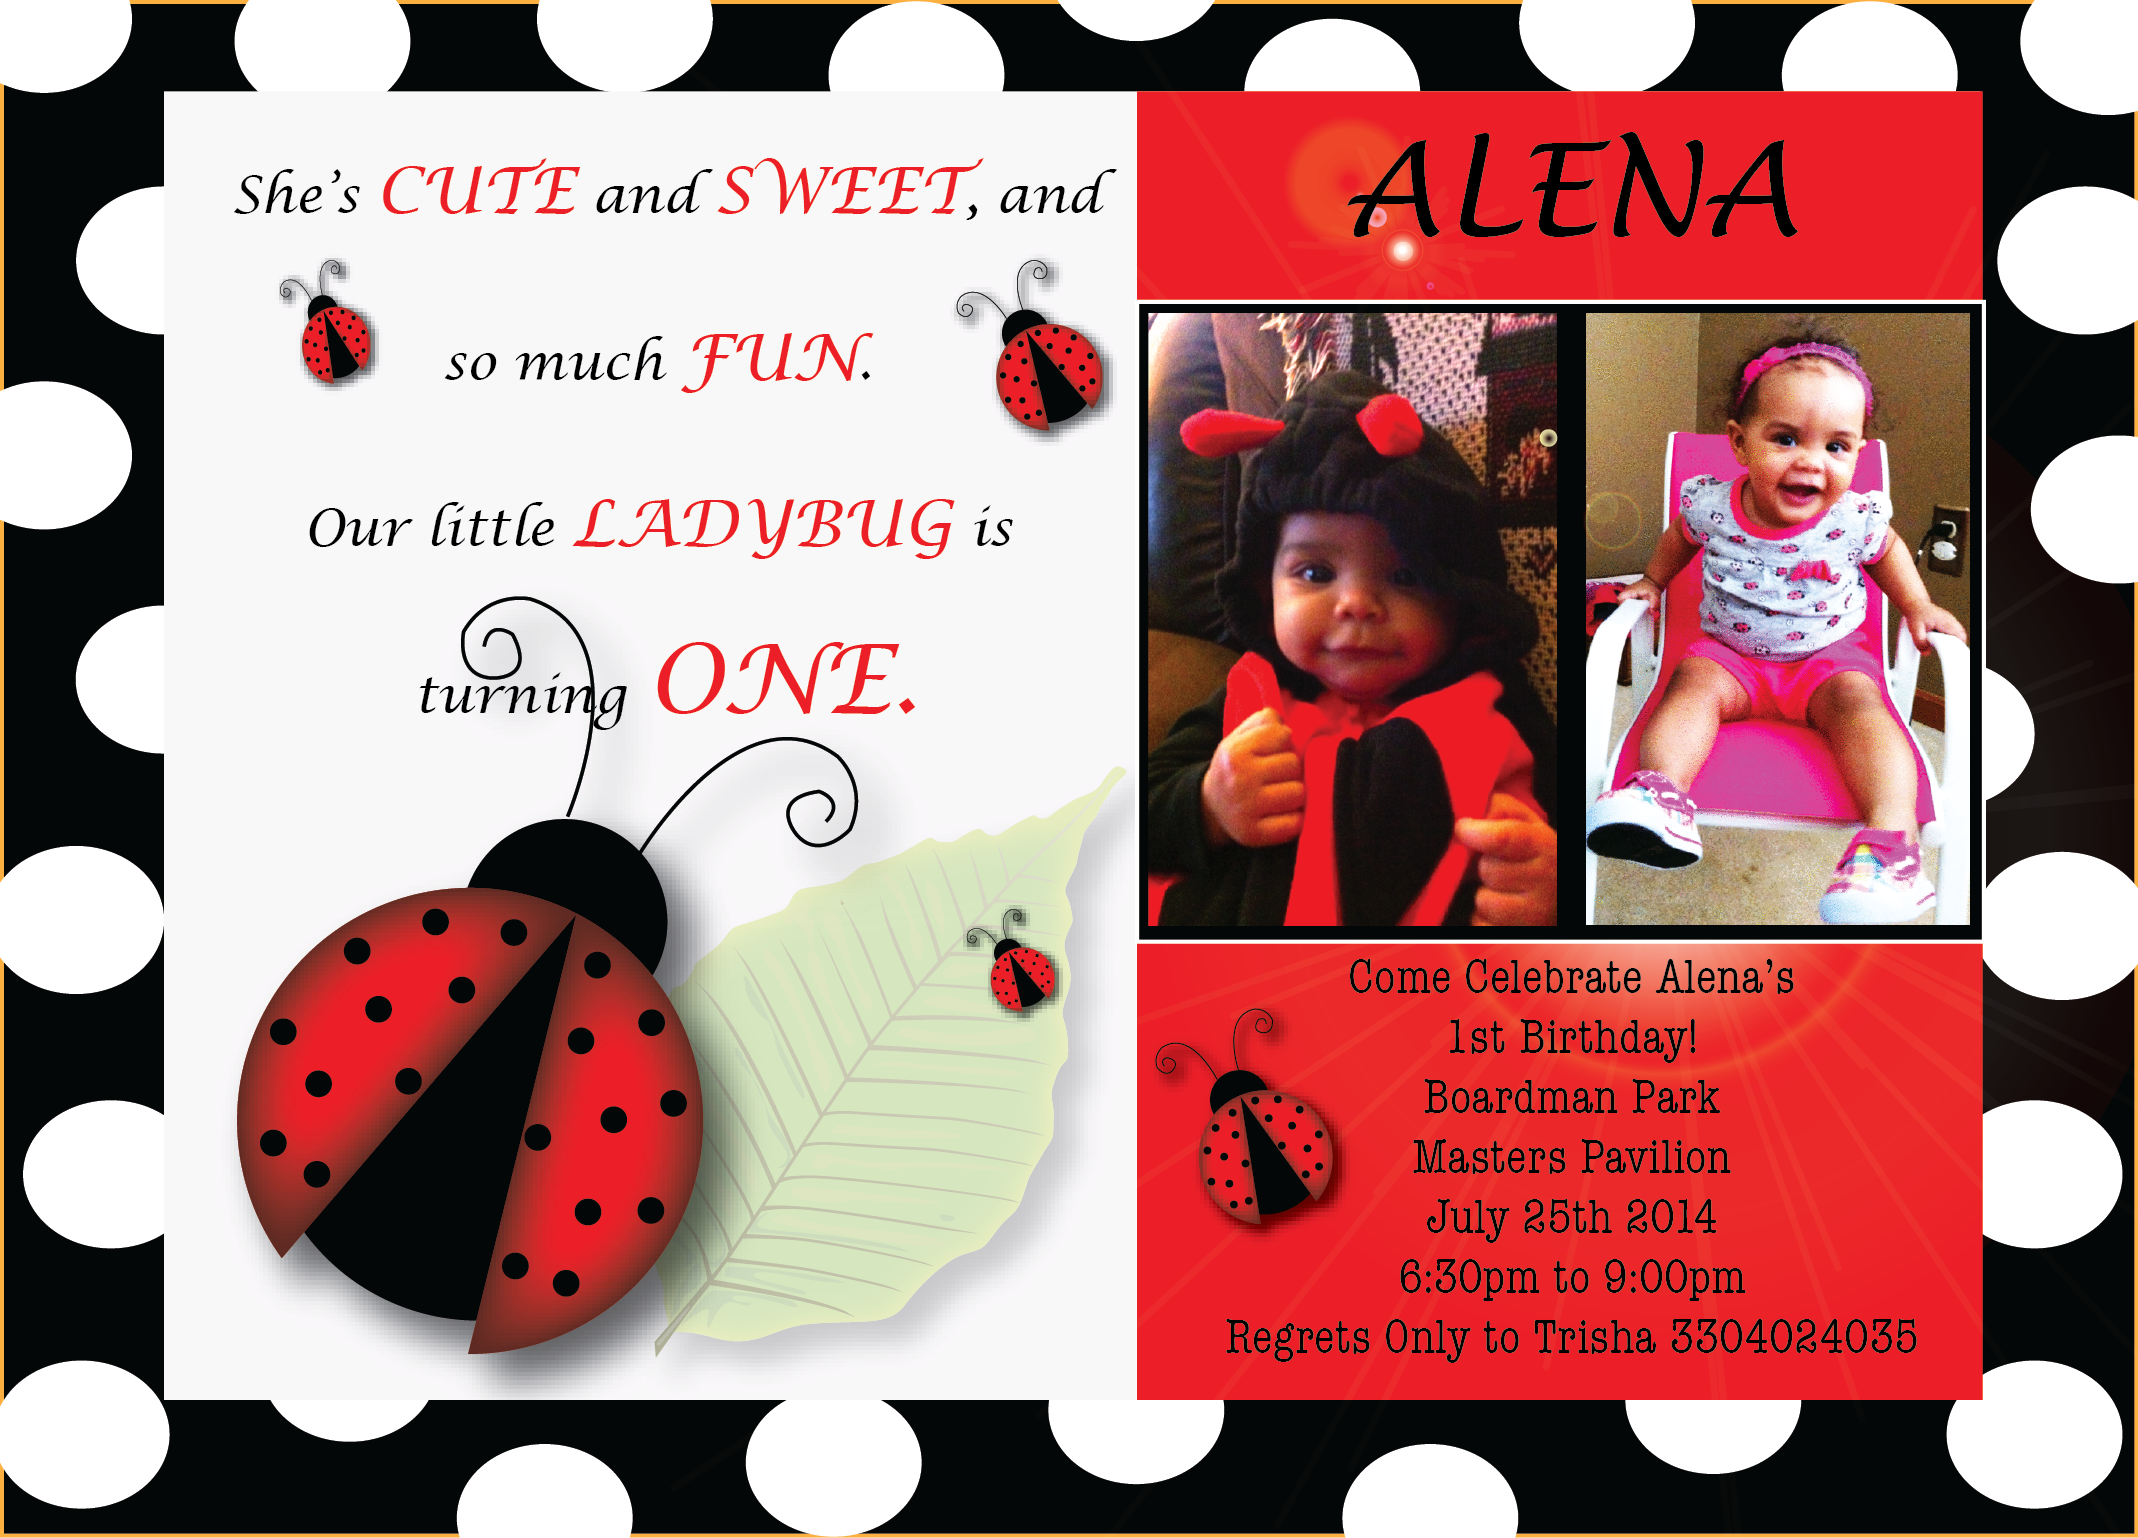 She's CUTE and SWEET, and
so much FUN.
Our little LADYBUG is
turning ONE.
ALENA
Come Celebrate Alena's
1st Birthday!
Boardman Park
Masters Pavilion
July 25th 2014
6:30pm to 9:00pm
Regrets Only to Trisha 3304024035